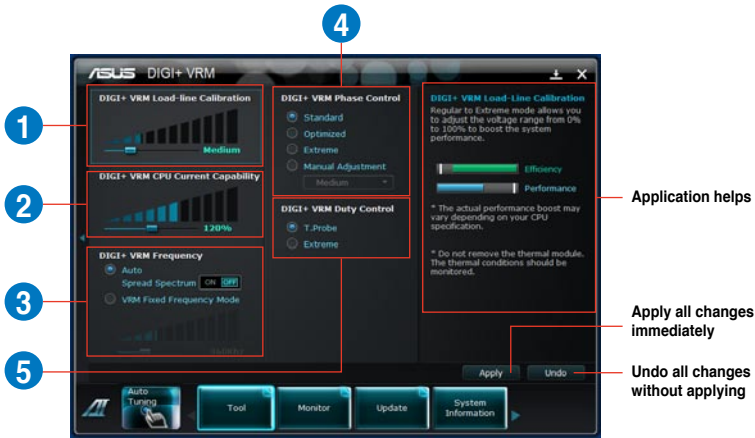 4
ASUS DIGI+ VRM
1
DIGI+ VRM Load-line Calibration
Medium
2
DIGI+ VRM CPU Current Capability
120%
3
DIGI+ VRM Frequency
Auto
Spread Spectrum ON OFF
VRM Fixed Frequency Mode
DIGI+ VRM Phase Control
Standard
Optimized
Extreme
Manual Adjustment
Medium
DIGI+ VRM Duty Control
T.Probe
Extreme
5
DIGI+ VRM Load-Line Calibration
Regular to Extreme mode allows you
to adjust the voltage range from 0%
to 100% to boost the system
performance.
Efficiency
Performance
* The actual performance boost may
vary depending on your CPU
specification.
* Do not remove the thermal module.
The thermal conditions should be
monitored.
Application helps
Apply all changes
immediately
Undo all changes
without applying
Apply Undo
Auto
Tuning
Tool
Monitor
Update
System
Information